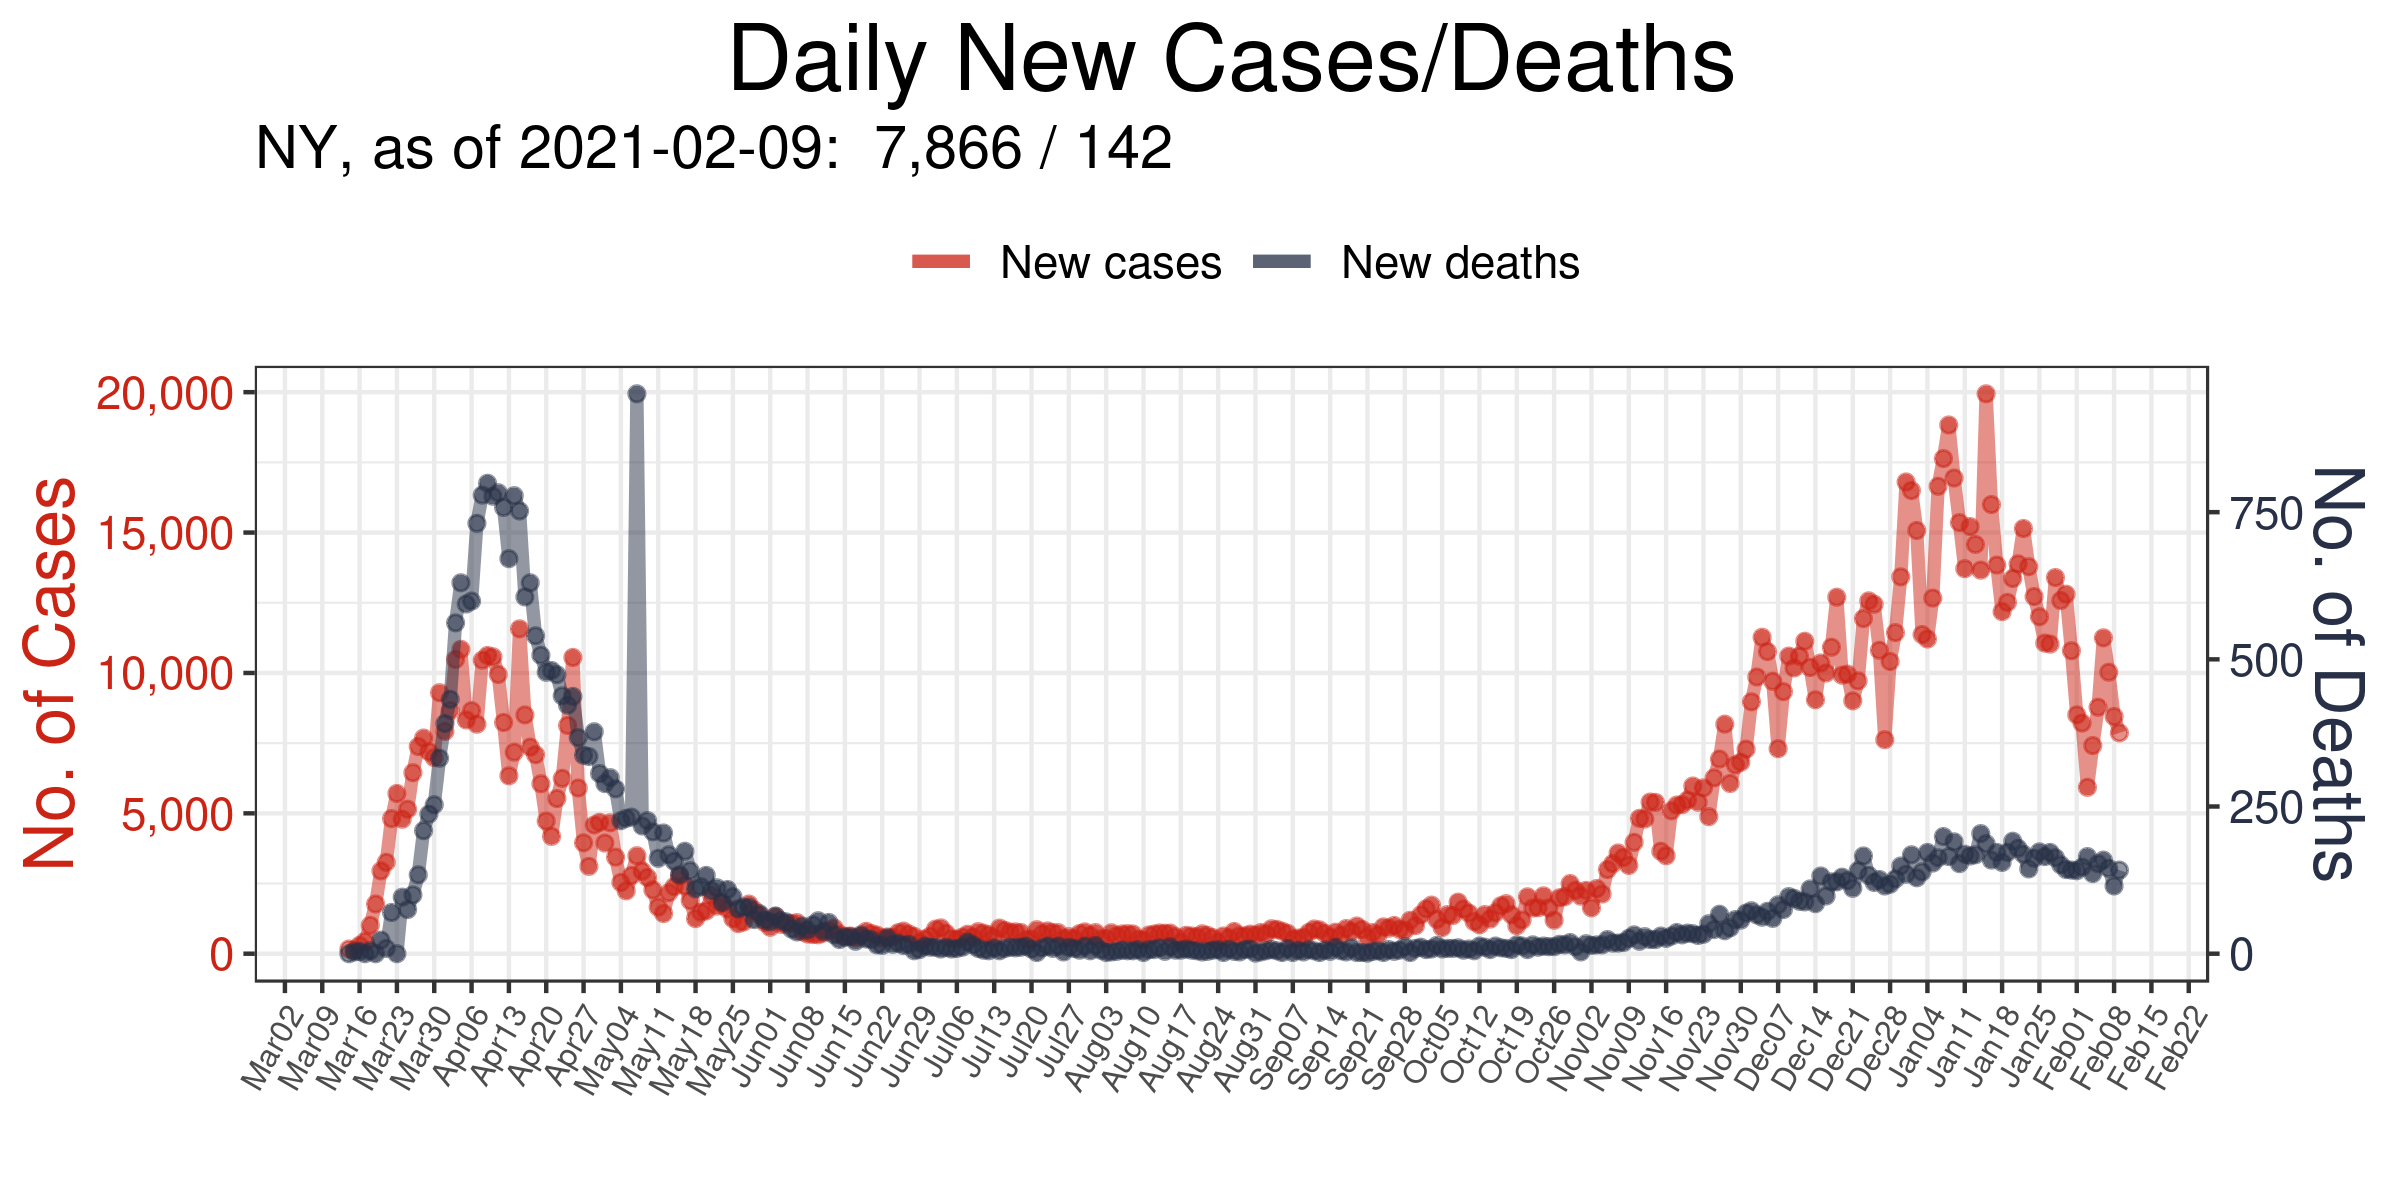 Daily New Cases/Deaths
NY, as of 2021-02-09:  7,866 / 142
New cases
New deaths
No. of Cases
20,000
15,000
10,000
5,000
0
No. of Deaths
750
500
250
0
Mar02
Mar09
Mar16
Mar23
Mar30
Apr06
Apr13
Apr20
Apr27
May04
May11
May18
May25
Jun01
Jun08
Jun15
Jun22
Jun29
Jul06
Jul13
Jul20
Jul27
Aug03
Aug10
Aug17
Aug24
Aug31
Sep07
Sep14
Sep21
Sep28
Oct05
Oct12
Oct19
Oct26
Nov02
Nov09
Nov16
Nov23
Nov30
Dec07
Dec14
Dec21
Dec28
Jan04
Jan11
Jan18
Jan25
Feb01
Feb08
Feb15
Feb22